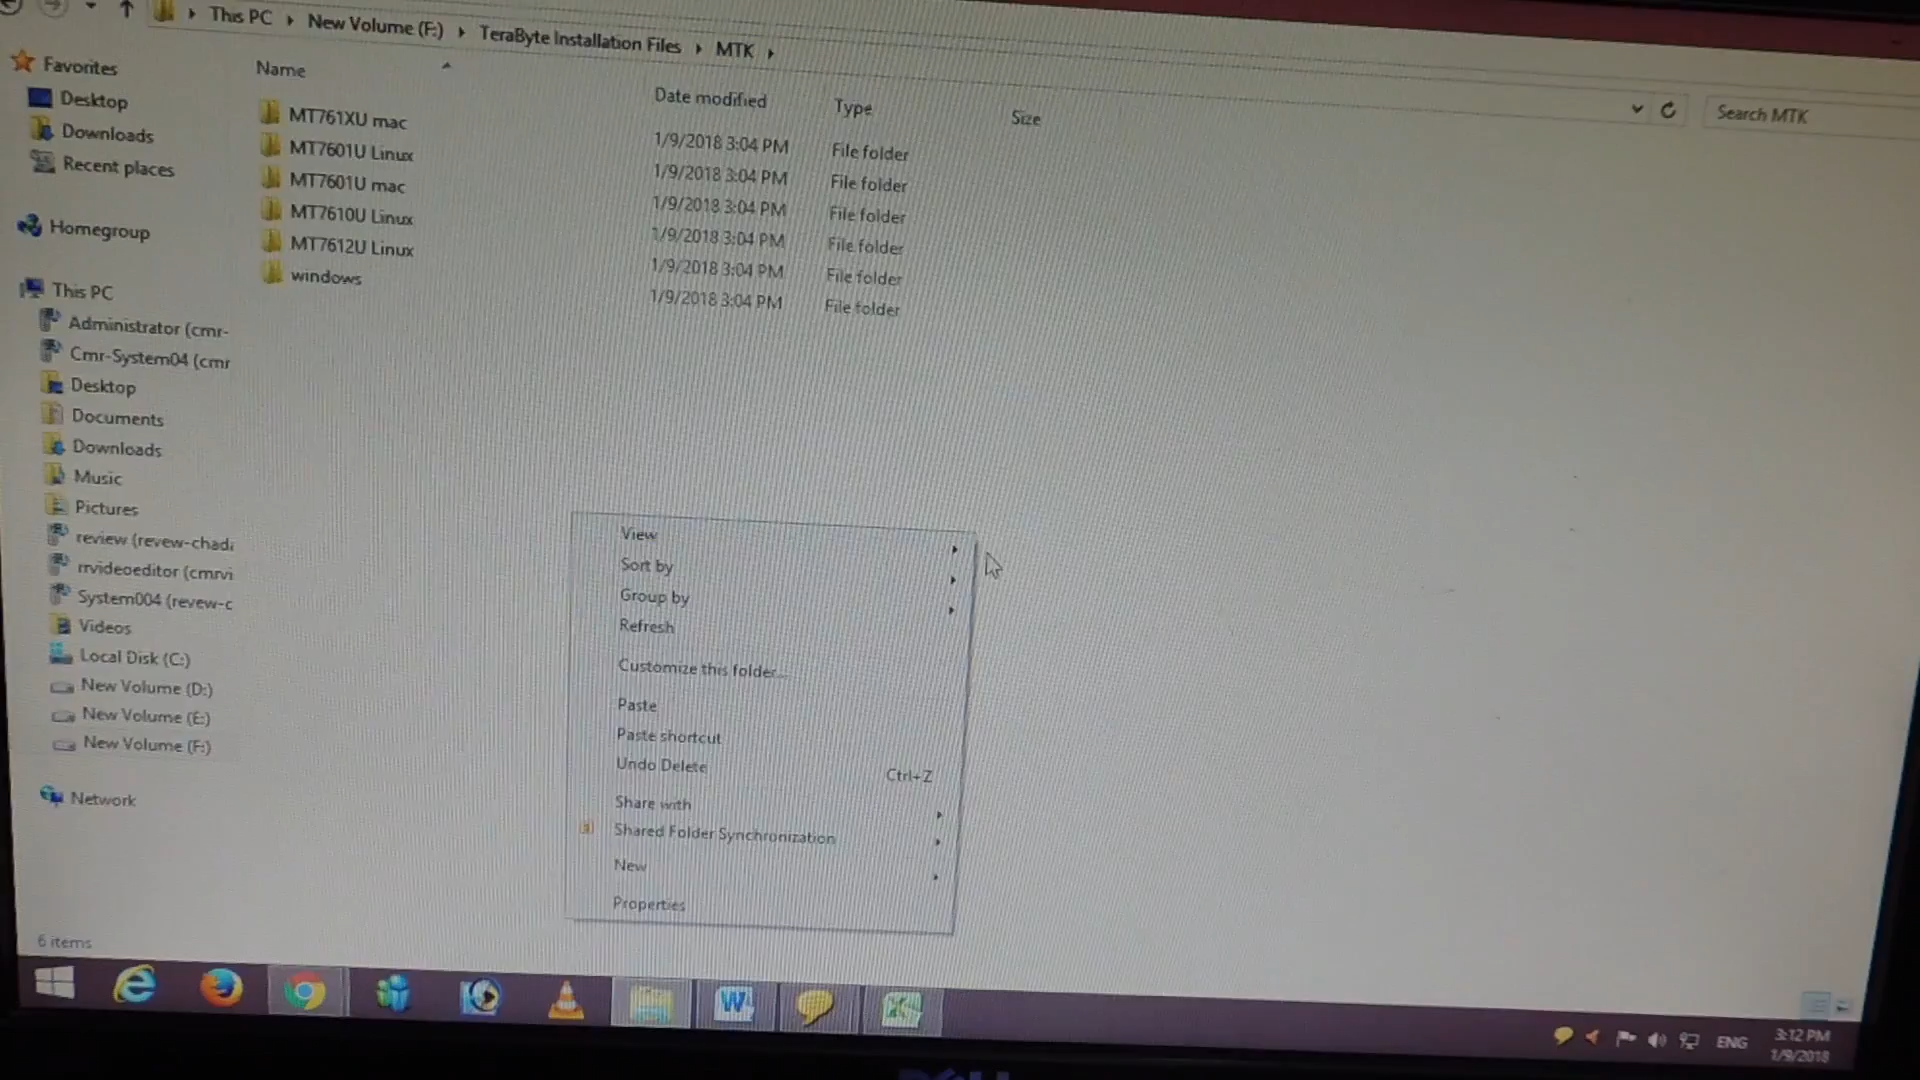 This PC
New Volume (F:)
TeraByte Installation Files
MTK
Search MTK
Favorites
Desktop
Downloads
Recent places
Homegroup
This PC
Administrator (cmr-
Cmr-System04 (cmr
Desktop
Documents
Downloads
Music
Pictures
review (revew-chadi
rrvideoeditor (cmrvi
System004 (revew-c
Videos
Local Disk (C:)
New Volume (D:)
New Volume (E:)
New Volume (F:)
Network
Name Date modified Type Size
MT761XU mac 1/9/2018 3:04 PM File folder
MT7601U Linux 1/9/2018 3:04 PM File folder
MT7601U mac 1/9/2018 3:04 PM File folder
MT7610U Linux 1/9/2018 3:04 PM File folder
MT7612U Linux 1/9/2018 3:04 PM File folder
windows 1/9/2018 3:04 PM File folder
View
Sort by
Group by
Refresh
Customize this folder...
Paste
Paste shortcut
Undo Delete Ctrl+Z
Share with
Shared Folder Synchronization
New
Properties
6 items
ENG
3:12 PM
1/9/2018